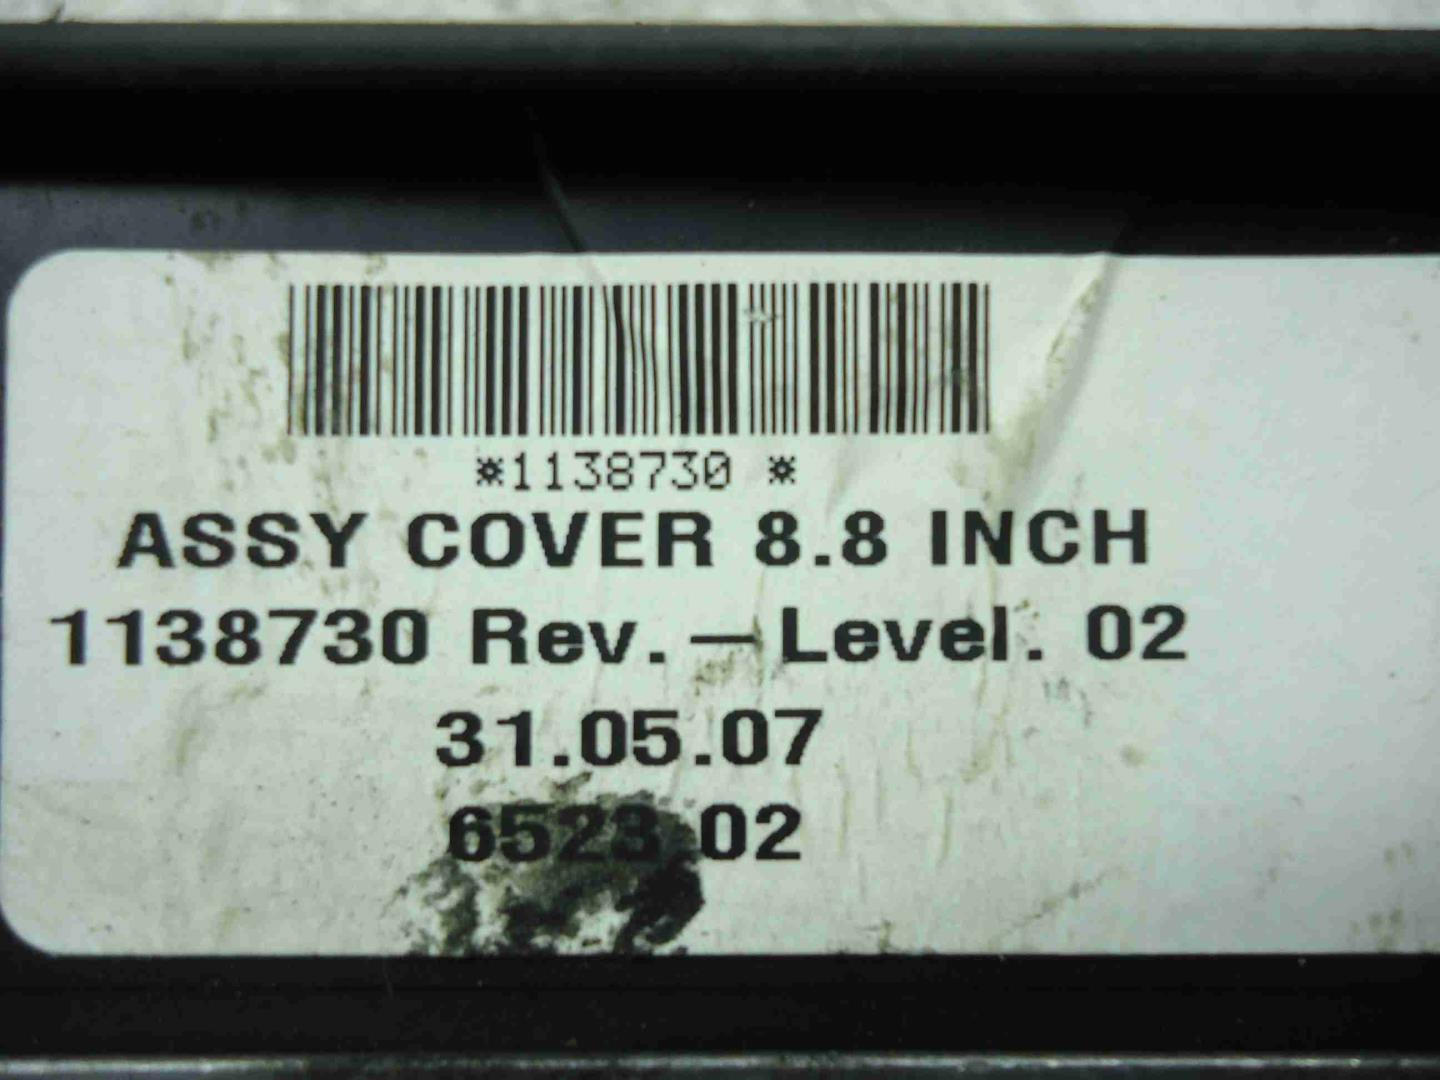 *1138730 *
ASSY COVER 8.8 INCH
1138730 Rev. — Level. 02
31.05.07
6523 02